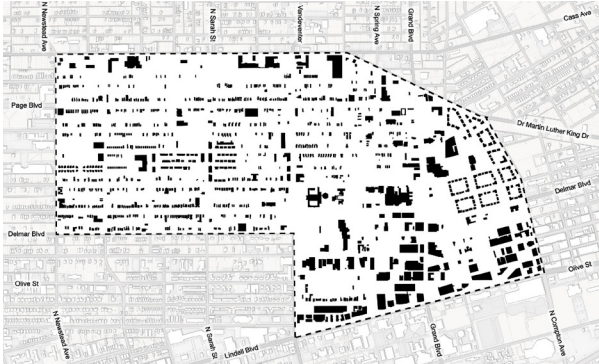 N Newstead Ave
N Sarah St
Vandeventer
N Spring Ave
Grand Blvd
Cass Ave
Page Blvd
Dr Martin Luther King Dr
Delmar Blvd
Delmar Blvd
Olive St
Olive St
N Newstead Ave
N Sarah St
Lindell Blvd
Grand Blvd
N Compton Ave